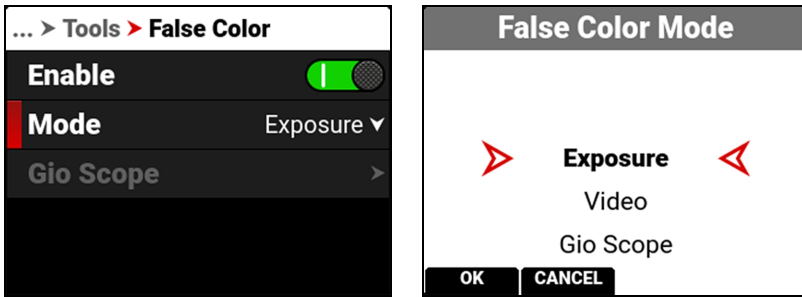 ... > Tools > False Color
Enable
Mode Exposure
Gio Scope >
False Color Mode
Exposure
Video
Gio Scope
OK CANCEL